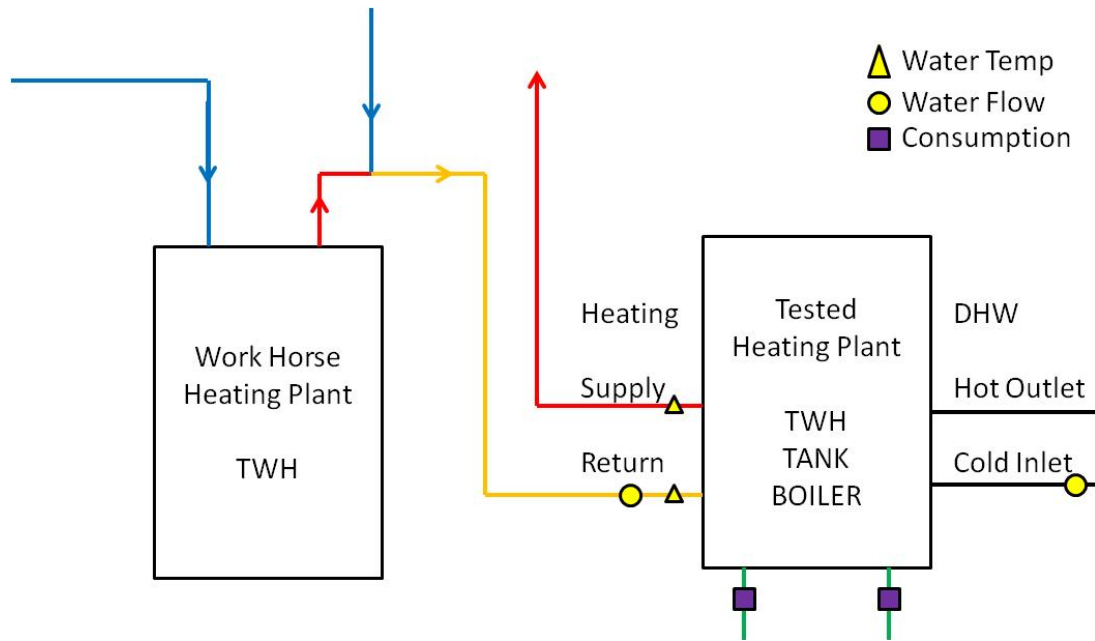 Water Temp
Water Flow
Consumption
Work Horse
Heating Plant
TWH
Heating
Supply
Return
Tested
Heating Plant
TWH
TANK
BOILER
DHW
Hot Outlet
Cold Inlet